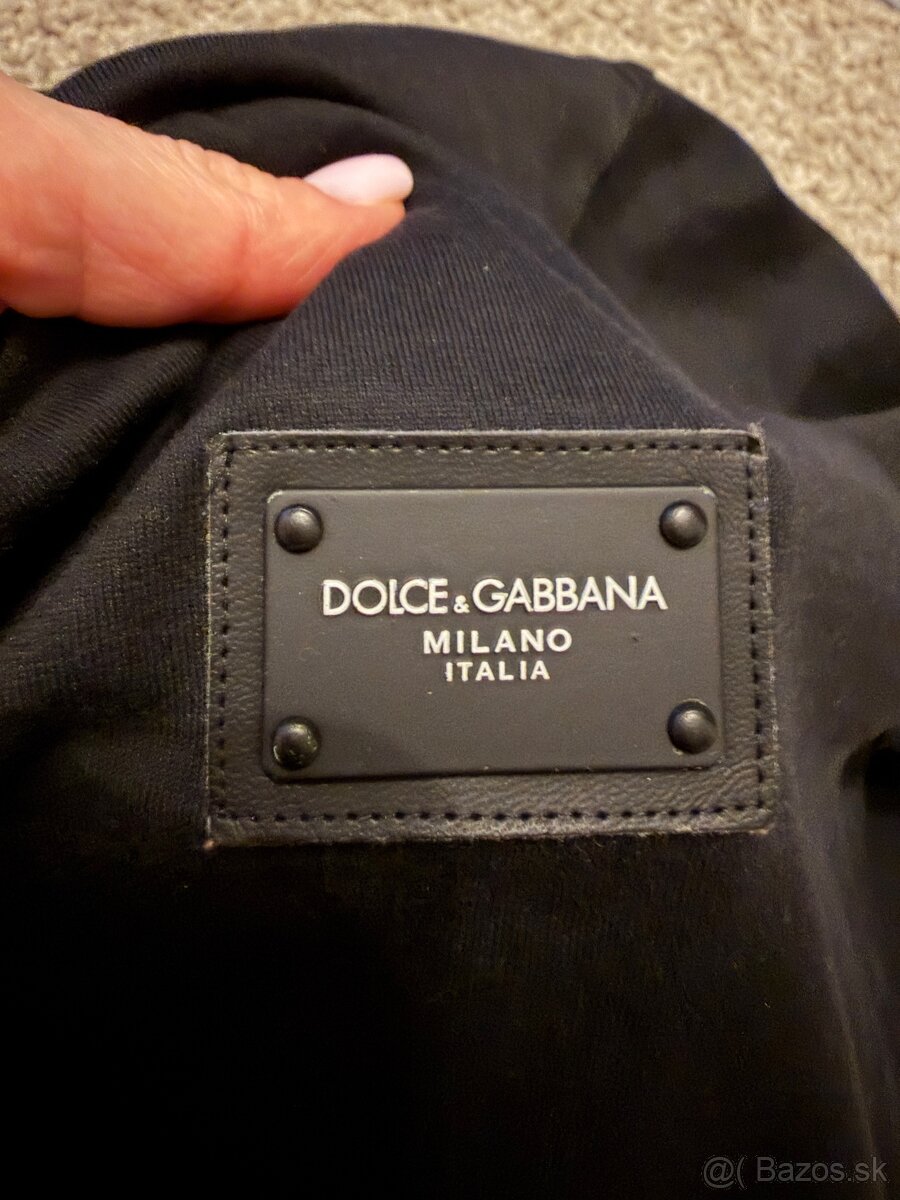 DOLCE & GABBANA
MILANO
ITALIA
@( Bazos.sk